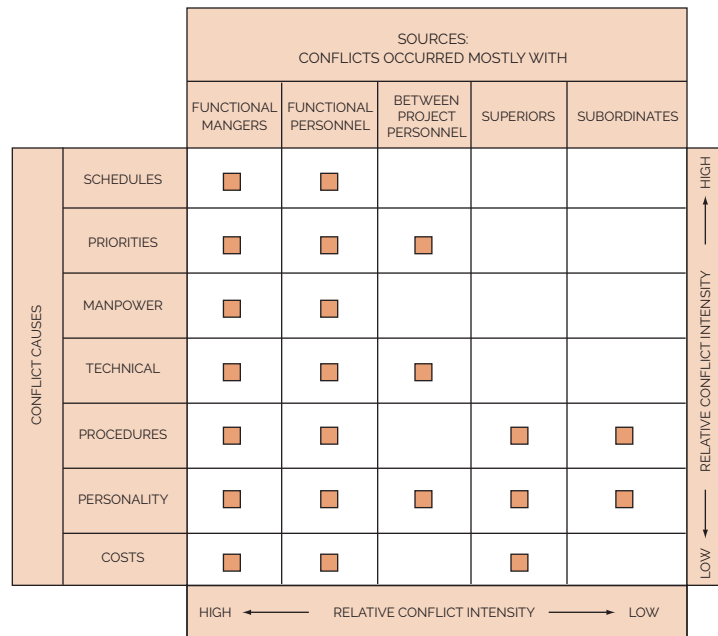 SOURCES:
CONFLICTS OCCURRED MOSTLY WITH
FUNCTIONAL
MANGERS
FUNCTIONAL
PERSONNEL
BETWEEN
PROJECT
PERSONNEL
SUPERIORS
SUBORDINATES
CONFLICT CAUSES
SCHEDULES
PRIORITIES
MANPOWER
TECHNICAL
PROCEDURES
PERSONALITY
COSTS
HIGH
RELATIVE CONFLICT INTENSITY
LOW
HIGH
RELATIVE CONFLICT INTENSITY
LOW